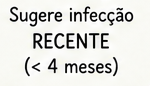 Sugere infecção
RECENTE
(< 4 meses)